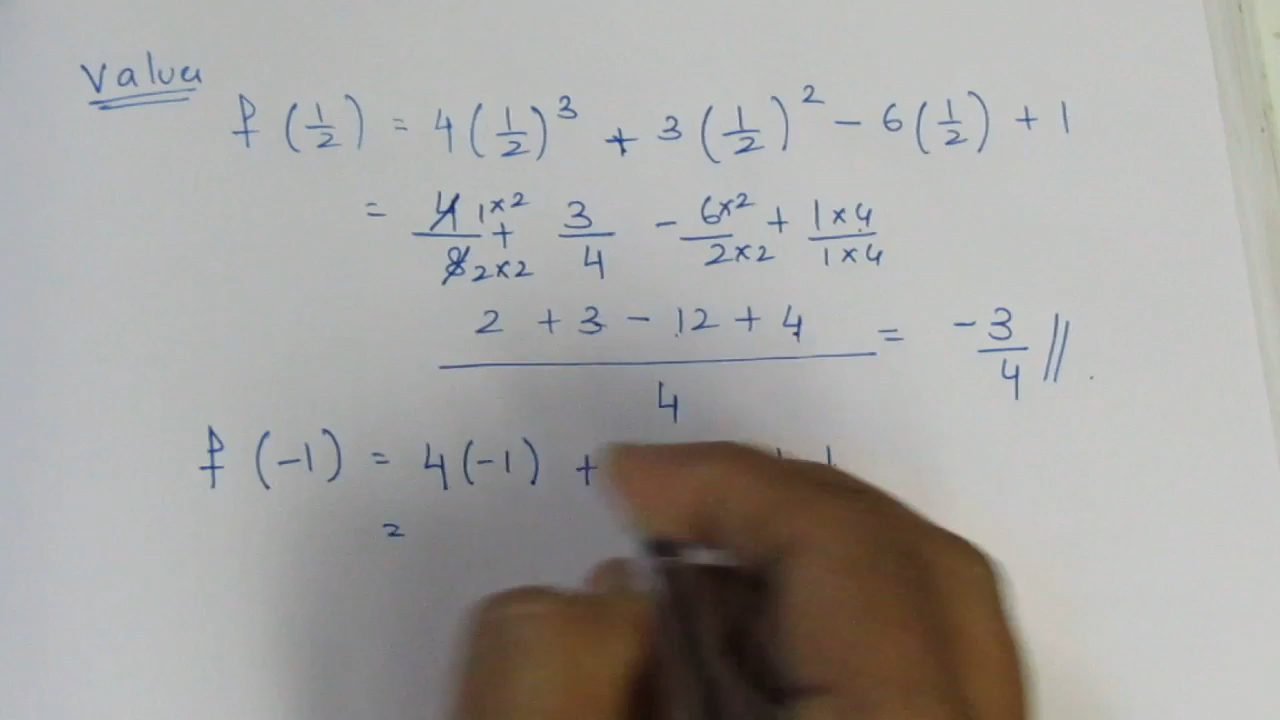 Value
f(1/2) = 4(1/2)^3 + 3(1/2)^2 - 6(1/2) + 1
= 4 1×2/8 2×2 + 3/4 - 6×2/2×2 + 1×4/1×4
2 + 3 - 12 + 4/4 = -3/4 //.
f(-1) = 4(-1) +
=